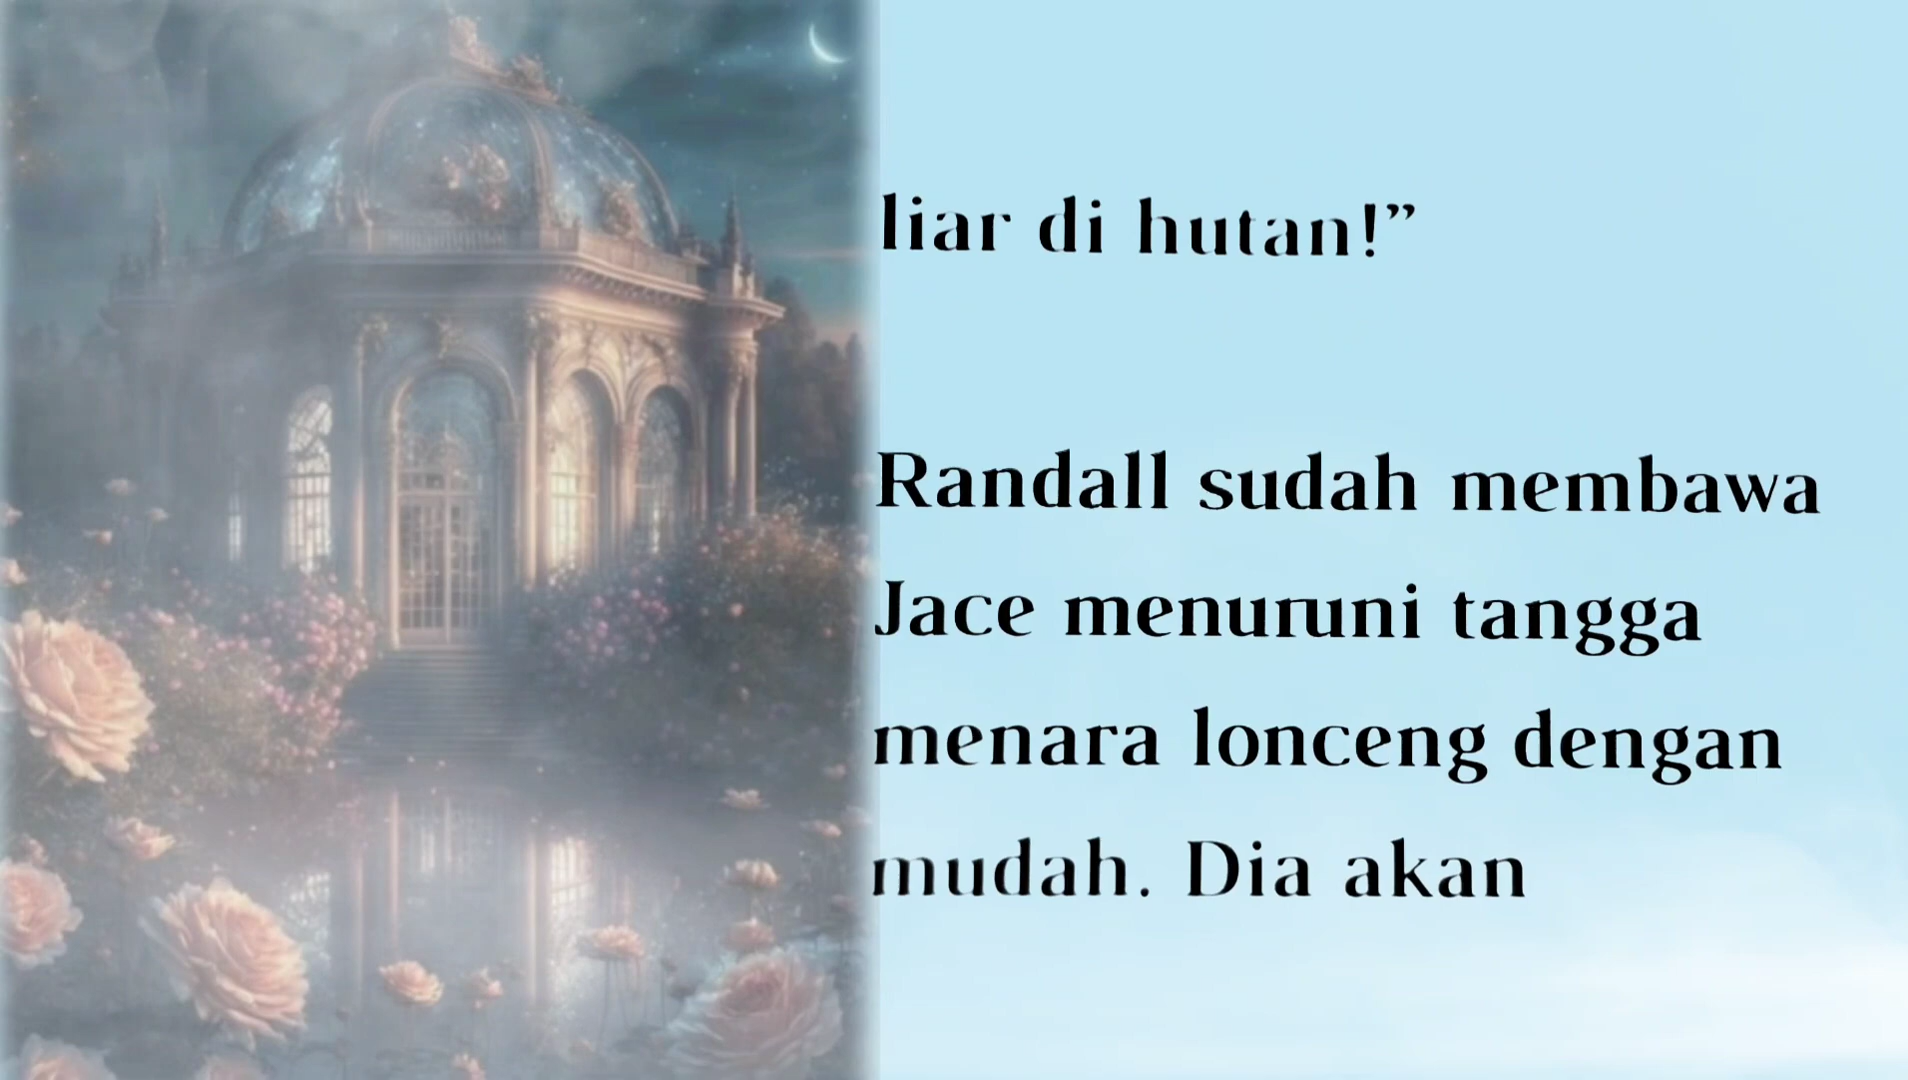 liar di hutan!”
Randall sudah membawa
Jace menuruni tangga
menara lonceng dengan
mudah. Dia akan